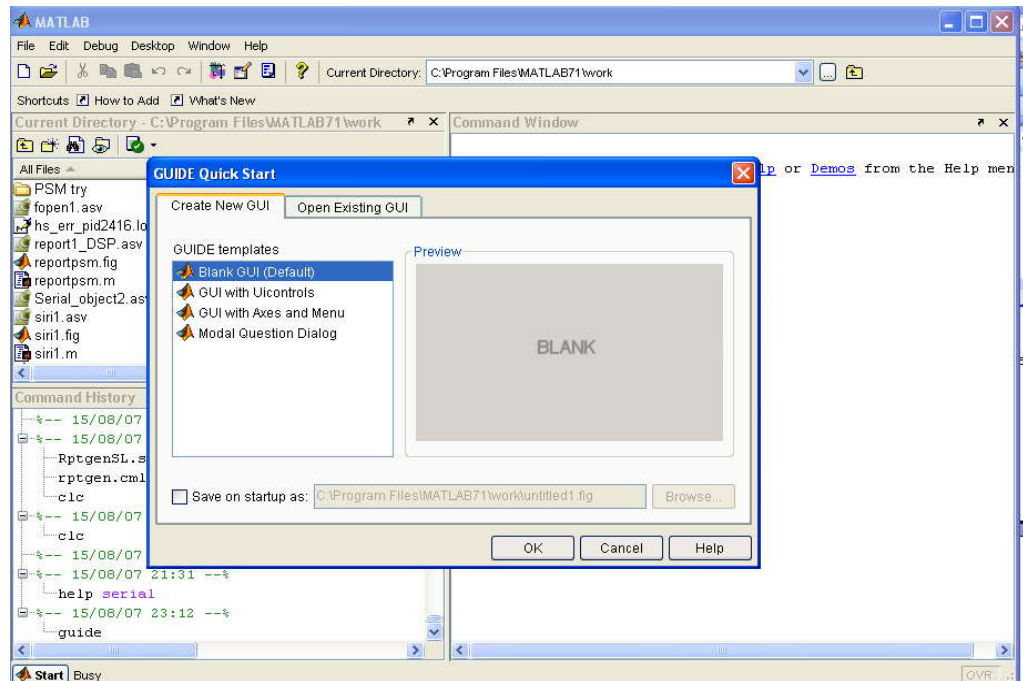 MATLAB
File Edit Debug Desktop Window Help
Current Directory: C:\Program Files\MATLAB71\work
Shortcuts How to Add What's New
Current Directory - C:\Program Files\MATLAB71\work
All Files
PSM try
fopen1.asv
hs_err_pid2416.lo
report1_DSP.asv
reportpsm.fig
reportpsm.m
Serial_object2.as
siri1.asv
siri1.fig
siri1.m
Command History
%-- 15/08/07
%-- 15/08/07
RptgenSL.s
rptgen.cml
clc
%-- 15/08/07
clc
%-- 15/08/07
%-- 15/08/07 21:31 --%
help serial
%-- 15/08/07 23:12 --%
guide
Command Window
lp or Demos from the Help men
GUIDE Quick Start
Create New GUI Open Existing GUI
GUIDE templates
Blank GUI (Default)
GUI with Uicontrols
GUI with Axes and Menu
Modal Question Dialog
Preview
BLANK
Save on startup as: C:\Program Files\MATLAB71\work\untitled1.fig Browse...
OK Cancel Help
Start Busy
OVR